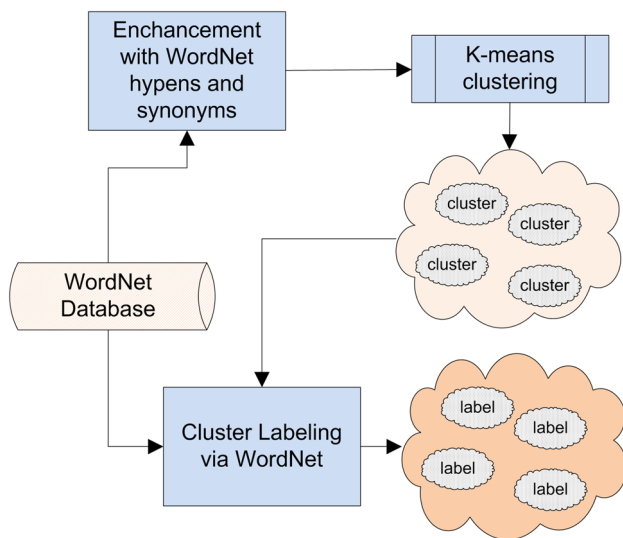 Enchancement
with WordNet
hypens and
synonyms
K-means
clustering
cluster
cluster
cluster
cluster
WordNet
Database
Cluster Labeling
via WordNet
label
label
label
label